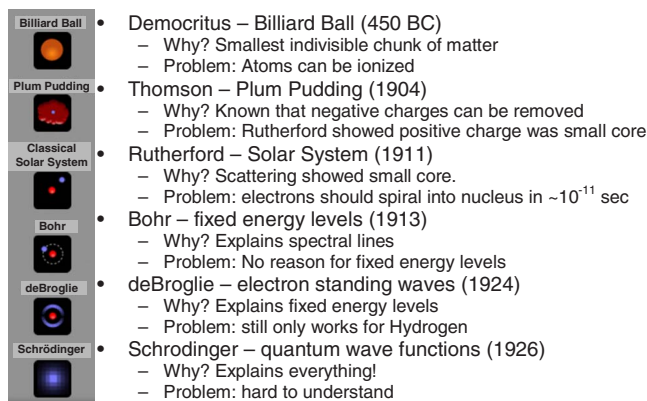 Billiard Ball
• Democritus – Billiard Ball (450 BC)
– Why? Smallest indivisible chunk of matter
– Problem: Atoms can be ionized
Plum Pudding
• Thomson – Plum Pudding (1904)
– Why? Known that negative charges can be removed
– Problem: Rutherford showed positive charge was small core
Classical
Solar System
• Rutherford – Solar System (1911)
– Why? Scattering showed small core.
– Problem: electrons should spiral into nucleus in ~10⁻¹¹ sec
Bohr
• Bohr – fixed energy levels (1913)
– Why? Explains spectral lines
– Problem: No reason for fixed energy levels
deBroglie
• deBroglie – electron standing waves (1924)
– Why? Explains fixed energy levels
– Problem: still only works for Hydrogen
Schrödinger
• Schrodinger – quantum wave functions (1926)
– Why? Explains everything!
– Problem: hard to understand